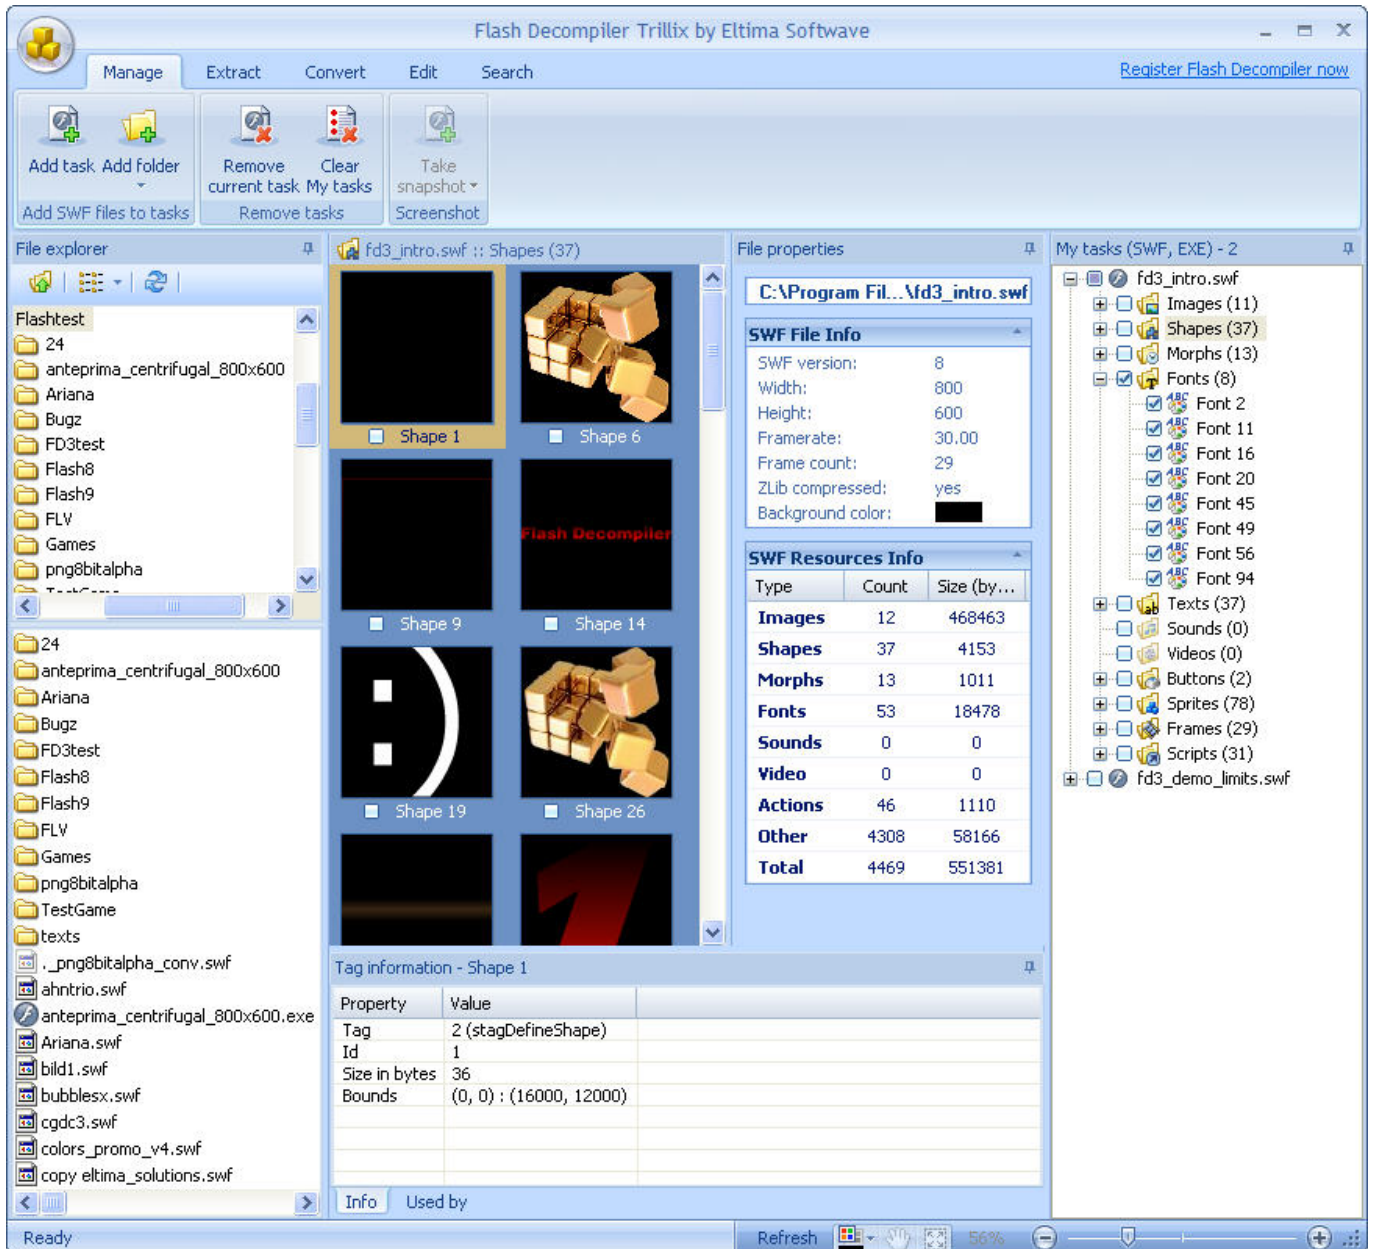 Flash Decompiler Trillix by Eltima Softwave
Manage Extract Convert Edit Search
Register Flash Decompiler now
Add task Add folder
Remove current task
Clear My tasks
Take snapshot
Add SWF files to tasks
Remove tasks
Screenshot
File explorer
Flashtest
24
anteprima_centrifugal_800x600
Ariana
Bugz
FD3test
Flash8
Flash9
FLV
Games
png8bitalpha
TestGame
24
anteprima_centrifugal_800x600
Ariana
Bugz
FD3test
Flash8
Flash9
FLV
Games
png8bitalpha
TestGame
texts
._png8bitalpha_conv.swf
ahntrio.swf
anteprima_centrifugal_800x600.exe
Ariana.swf
bild1.swf
bubblesx.swf
cgdc3.swf
colors_promo_v4.swf
copy eltima_solutions.swf
fd3_intro.swf :: Shapes (37)
Shape 1
Shape 6
Shape 9
Flash Decompiler
Shape 14
:)
Shape 19
Shape 26
1
File properties
C:\Program Fil...\fd3_intro.swf
SWF File Info
SWF version: 8
Width: 800
Height: 600
Framerate: 30.00
Frame count: 29
ZLib compressed: yes
Background color:
SWF Resources Info
Type Count Size (by...
Images 12 468463
Shapes 37 4153
Morphs 13 1011
Fonts 53 18478
Sounds 0 0
Video 0 0
Actions 46 1110
Other 4308 58166
Total 4469 551381
Tag information - Shape 1
Property Value
Tag 2 (stagDefineShape)
Id 1
Size in bytes 36
Bounds (0, 0) : (16000, 12000)
Info Used by
My tasks (SWF, EXE) - 2
fd3_intro.swf
Images (11)
Shapes (37)
Morphs (13)
Fonts (8)
ABC Font 2
ABC Font 11
ABC Font 16
ABC Font 20
ABC Font 45
ABC Font 49
ABC Font 56
ABC Font 94
Texts (37)
Sounds (0)
Videos (0)
Buttons (2)
Sprites (78)
Frames (29)
Scripts (31)
fd3_demo_limits.swf
Ready
Refresh
56%